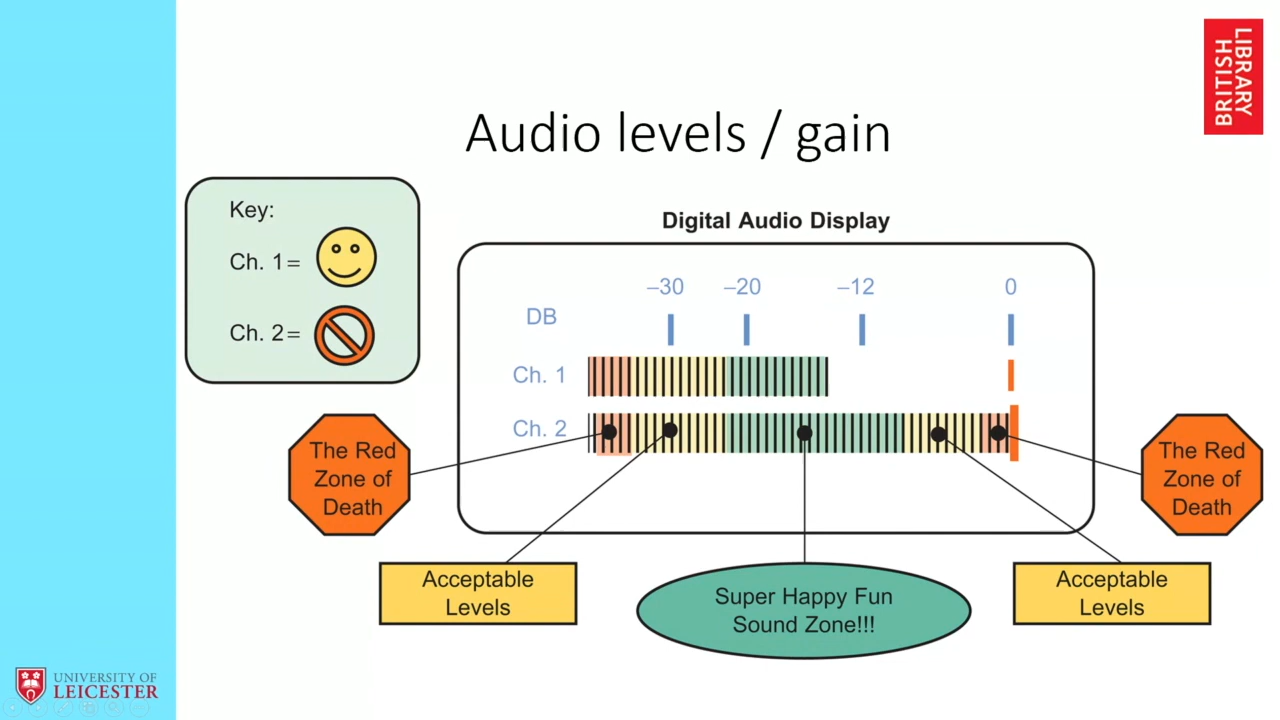 LIBRARY
BRITISH
Audio levels / gain
Key:
Ch. 1=
Ch. 2=
Digital Audio Display
–30 –20 –12 0
DB
Ch. 1
Ch. 2
The Red
Zone of
Death
The Red
Zone of
Death
Acceptable
Levels
Super Happy Fun
Sound Zone!!!
Acceptable
Levels
UNIVERSITY OF
LEICESTER